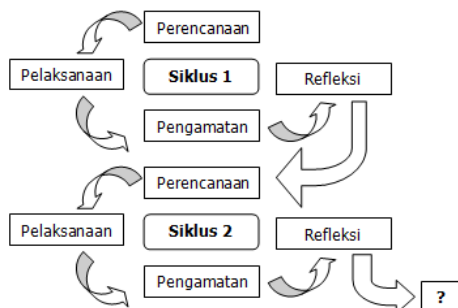 Perencanaan
Pelaksanaan
Siklus 1
Refleksi
Pengamatan
Perencanaan
Pelaksanaan
Siklus 2
Refleksi
Pengamatan
?